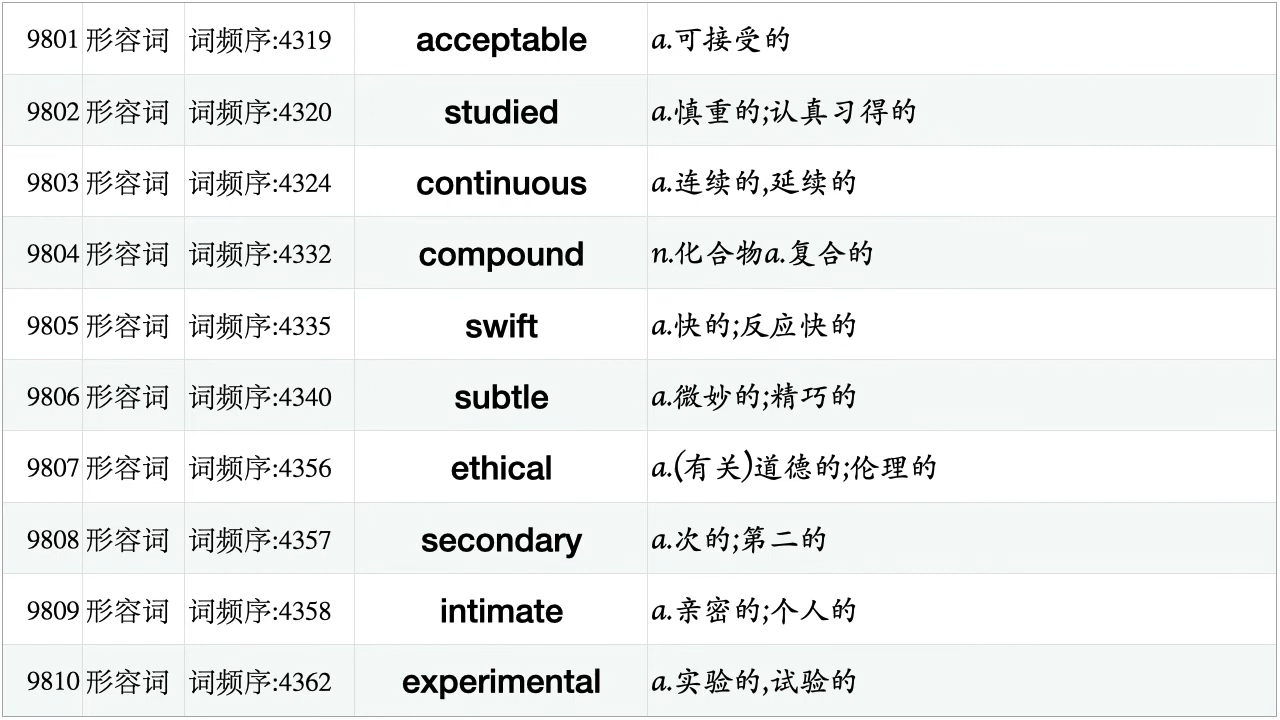 9801 形容词 词频序:4319 acceptable a.可接受的
9802 形容词 词频序:4320 studied a.慎重的;认真习得的
9803 形容词 词频序:4324 continuous a.连续的,延续的
9804 形容词 词频序:4332 compound n.化合物a.复合的
9805 形容词 词频序:4335 swift a.快的;反应快的
9806 形容词 词频序:4340 subtle a.微妙的;精巧的
9807 形容词 词频序:4356 ethical a.(有关)道德的;伦理的
9808 形容词 词频序:4357 secondary a.次的;第二的
9809 形容词 词频序:4358 intimate a.亲密的;个人的
9810 形容词 词频序:4362 experimental a.实验的,试验的